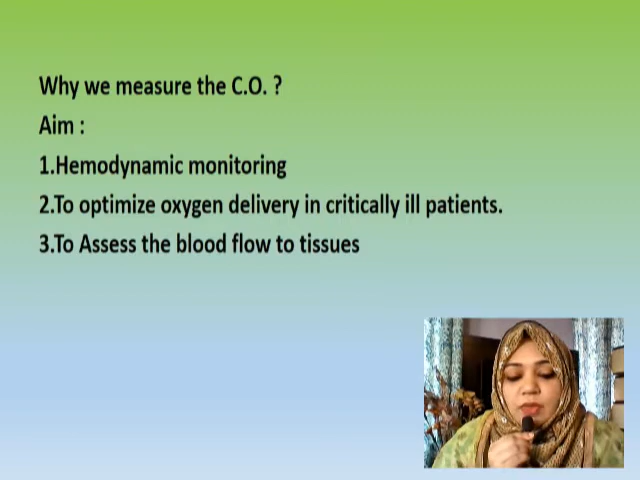 Why we measure the C.O. ?
Aim :
1.Hemodynamic monitoring
2.To optimize oxygen delivery in critically ill patients.
3.To Assess the blood flow to tissues